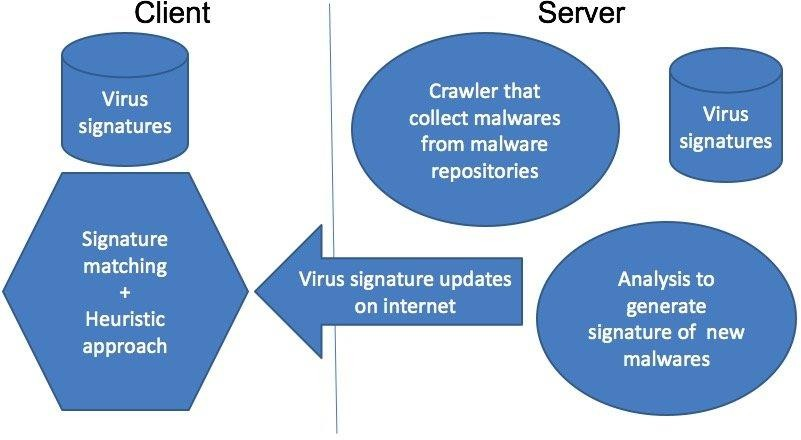 Client
Server
Virus
signatures
Signature
matching
+
Heuristic
approach
Virus signature updates
on internet
Crawler that
collect malwares
from malware
repositories
Virus
signatures
Analysis to
generate
signature of new
malwares